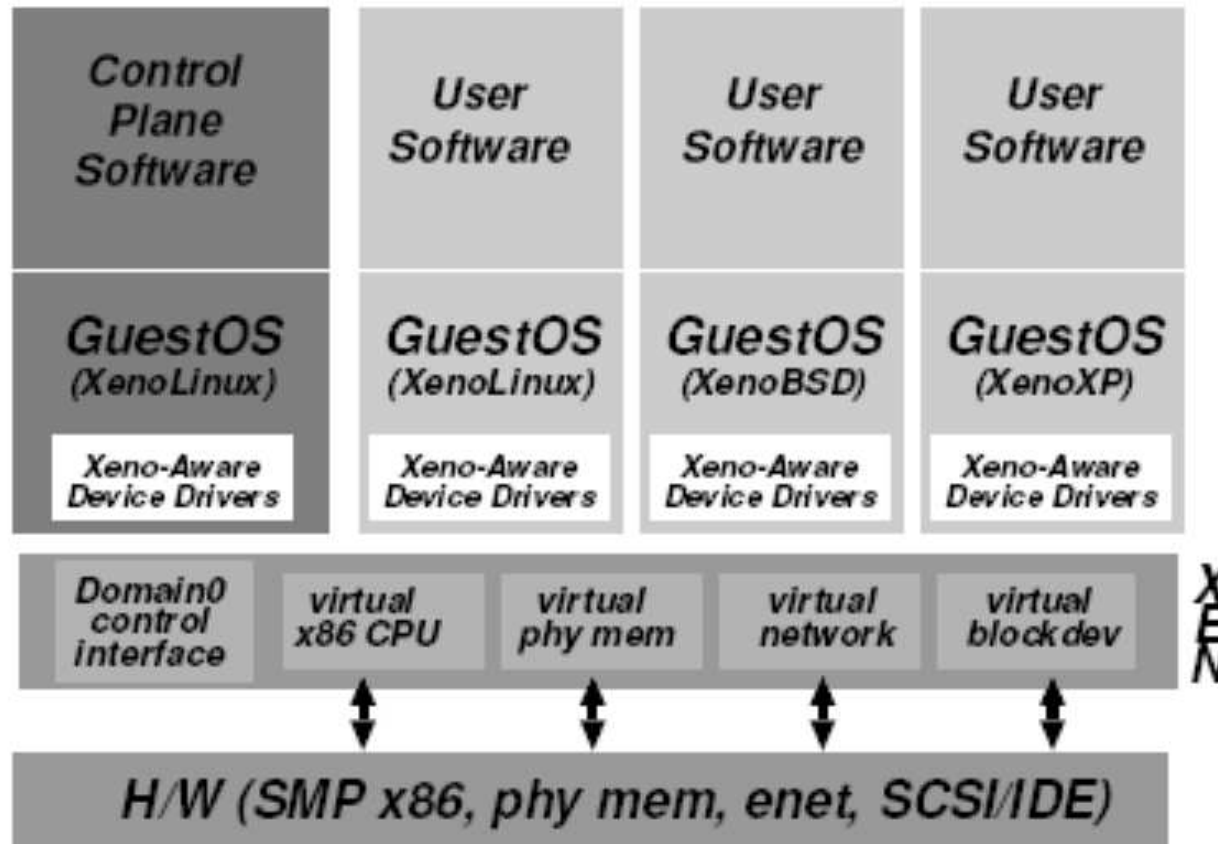 Control
Plane
Software
User
Software
User
Software
User
Software
GuestOS
(XenoLinux)
GuestOS
(XenoLinux)
GuestOS
(XenoBSD)
GuestOS
(XenoXP)
Xeno-Aware
Device Drivers
Xeno-Aware
Device Drivers
Xeno-Aware
Device Drivers
Xeno-Aware
Device Drivers
Domain0
control
interface
virtual
x86 CPU
virtual
phy mem
virtual
network
virtual
blockdev
X
E
N
H/W (SMP x86, phy mem, enet, SCSI/IDE)